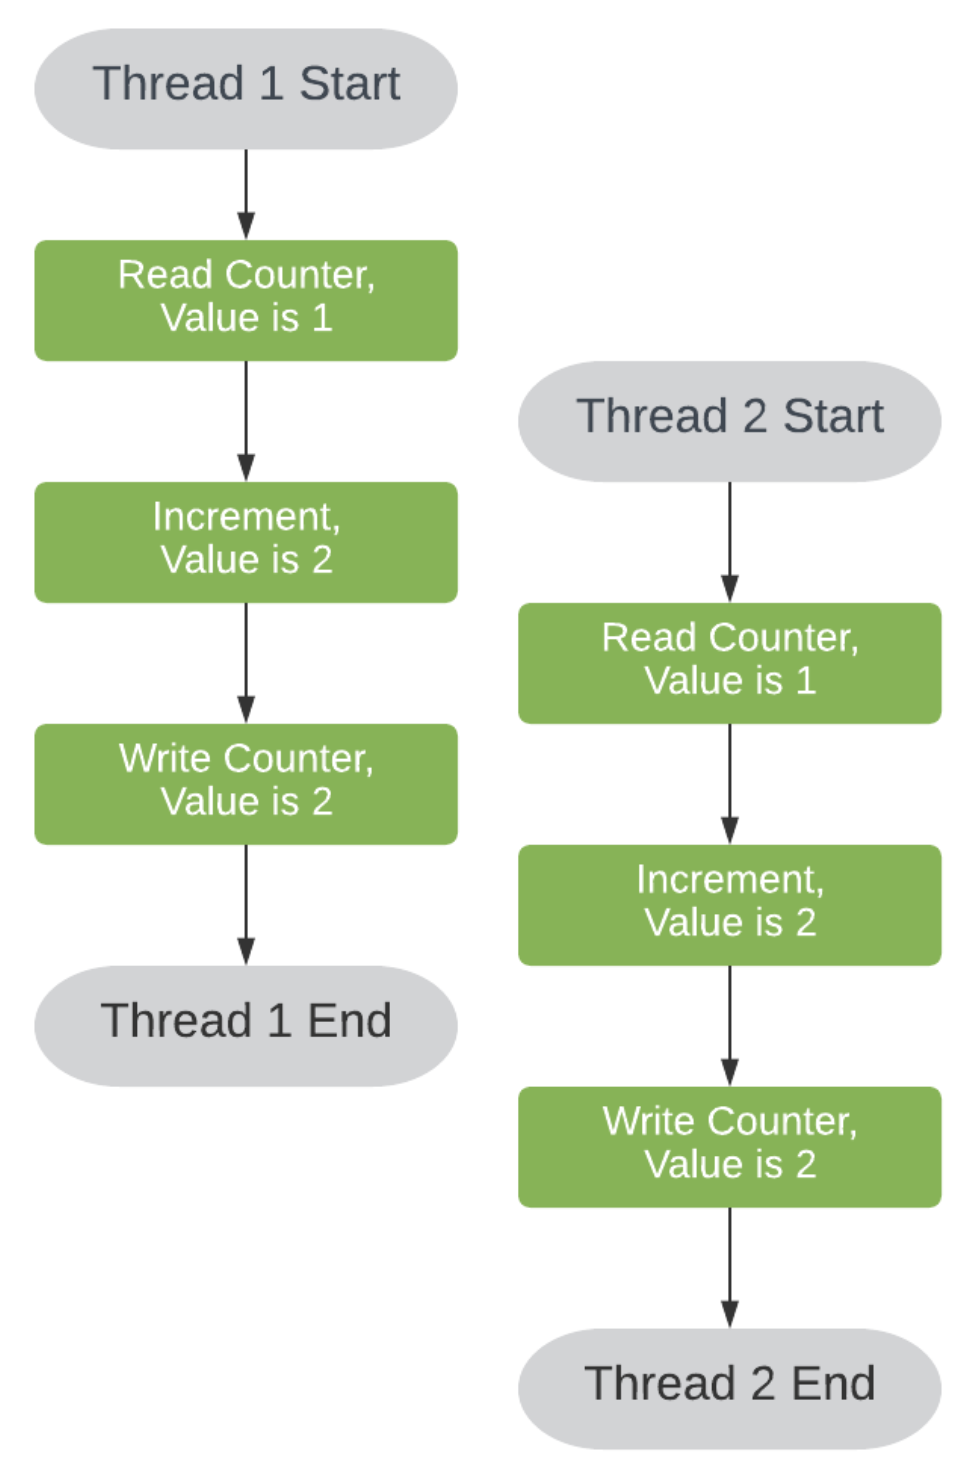 Thread 1 Start
Read Counter,
Value is 1
Increment,
Value is 2
Write Counter,
Value is 2
Thread 1 End
Thread 2 Start
Read Counter,
Value is 1
Increment,
Value is 2
Write Counter,
Value is 2
Thread 2 End